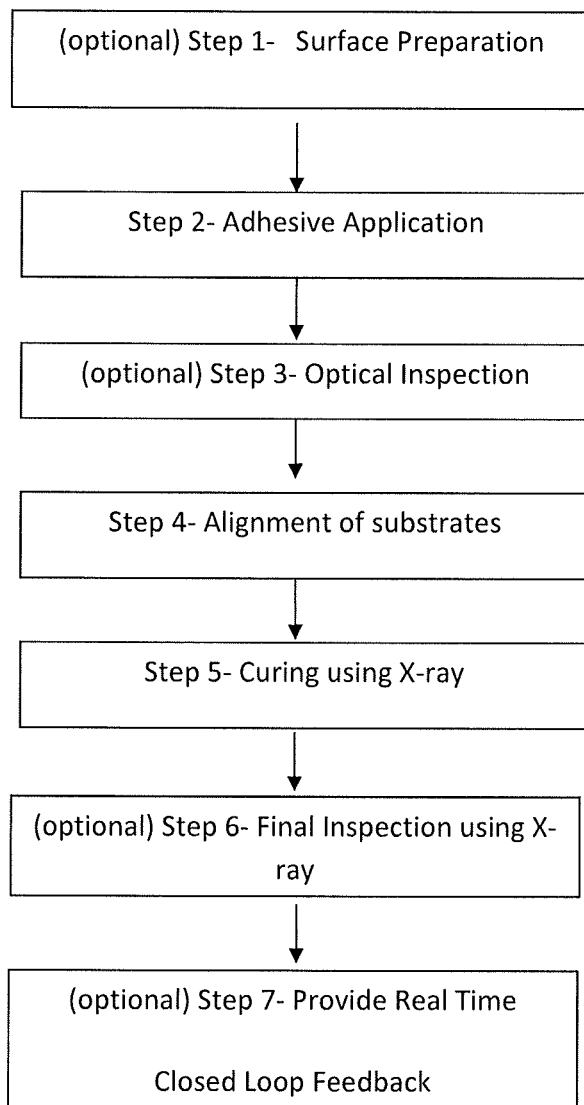 (optional) Step 1-   Surface Preparation
Step 2- Adhesive Application
(optional) Step 3- Optical Inspection
Step 4- Alignment of substrates
Step 5- Curing using X-ray
(optional) Step 6- Final Inspection using X-
ray
(optional) Step 7- Provide Real Time
Closed Loop Feedback